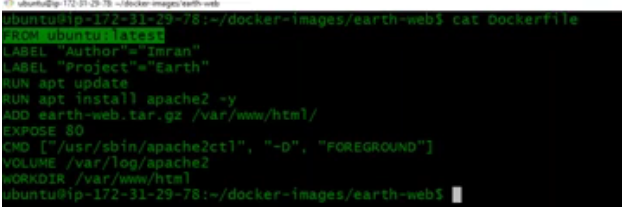 ubuntu@ip-172-31-29-78: ~/docker-images/earth-web
ubuntu@ip-172-31-29-78:~/docker-images/earth-web$ cat Dockerfile
FROM ubuntu:latest
LABEL "Author"="Imran"
LABEL "Project"="Earth"
RUN apt update
RUN apt install apache2 -y
ADD earth-web.tar.gz /var/www/html/
EXPOSE 80
CMD ["/usr/sbin/apache2ctl", "-D", "FOREGROUND"]
VOLUME /var/log/apache2
WORKDIR /var/www/html
ubuntu@ip-172-31-29-78:~/docker-images/earth-web$